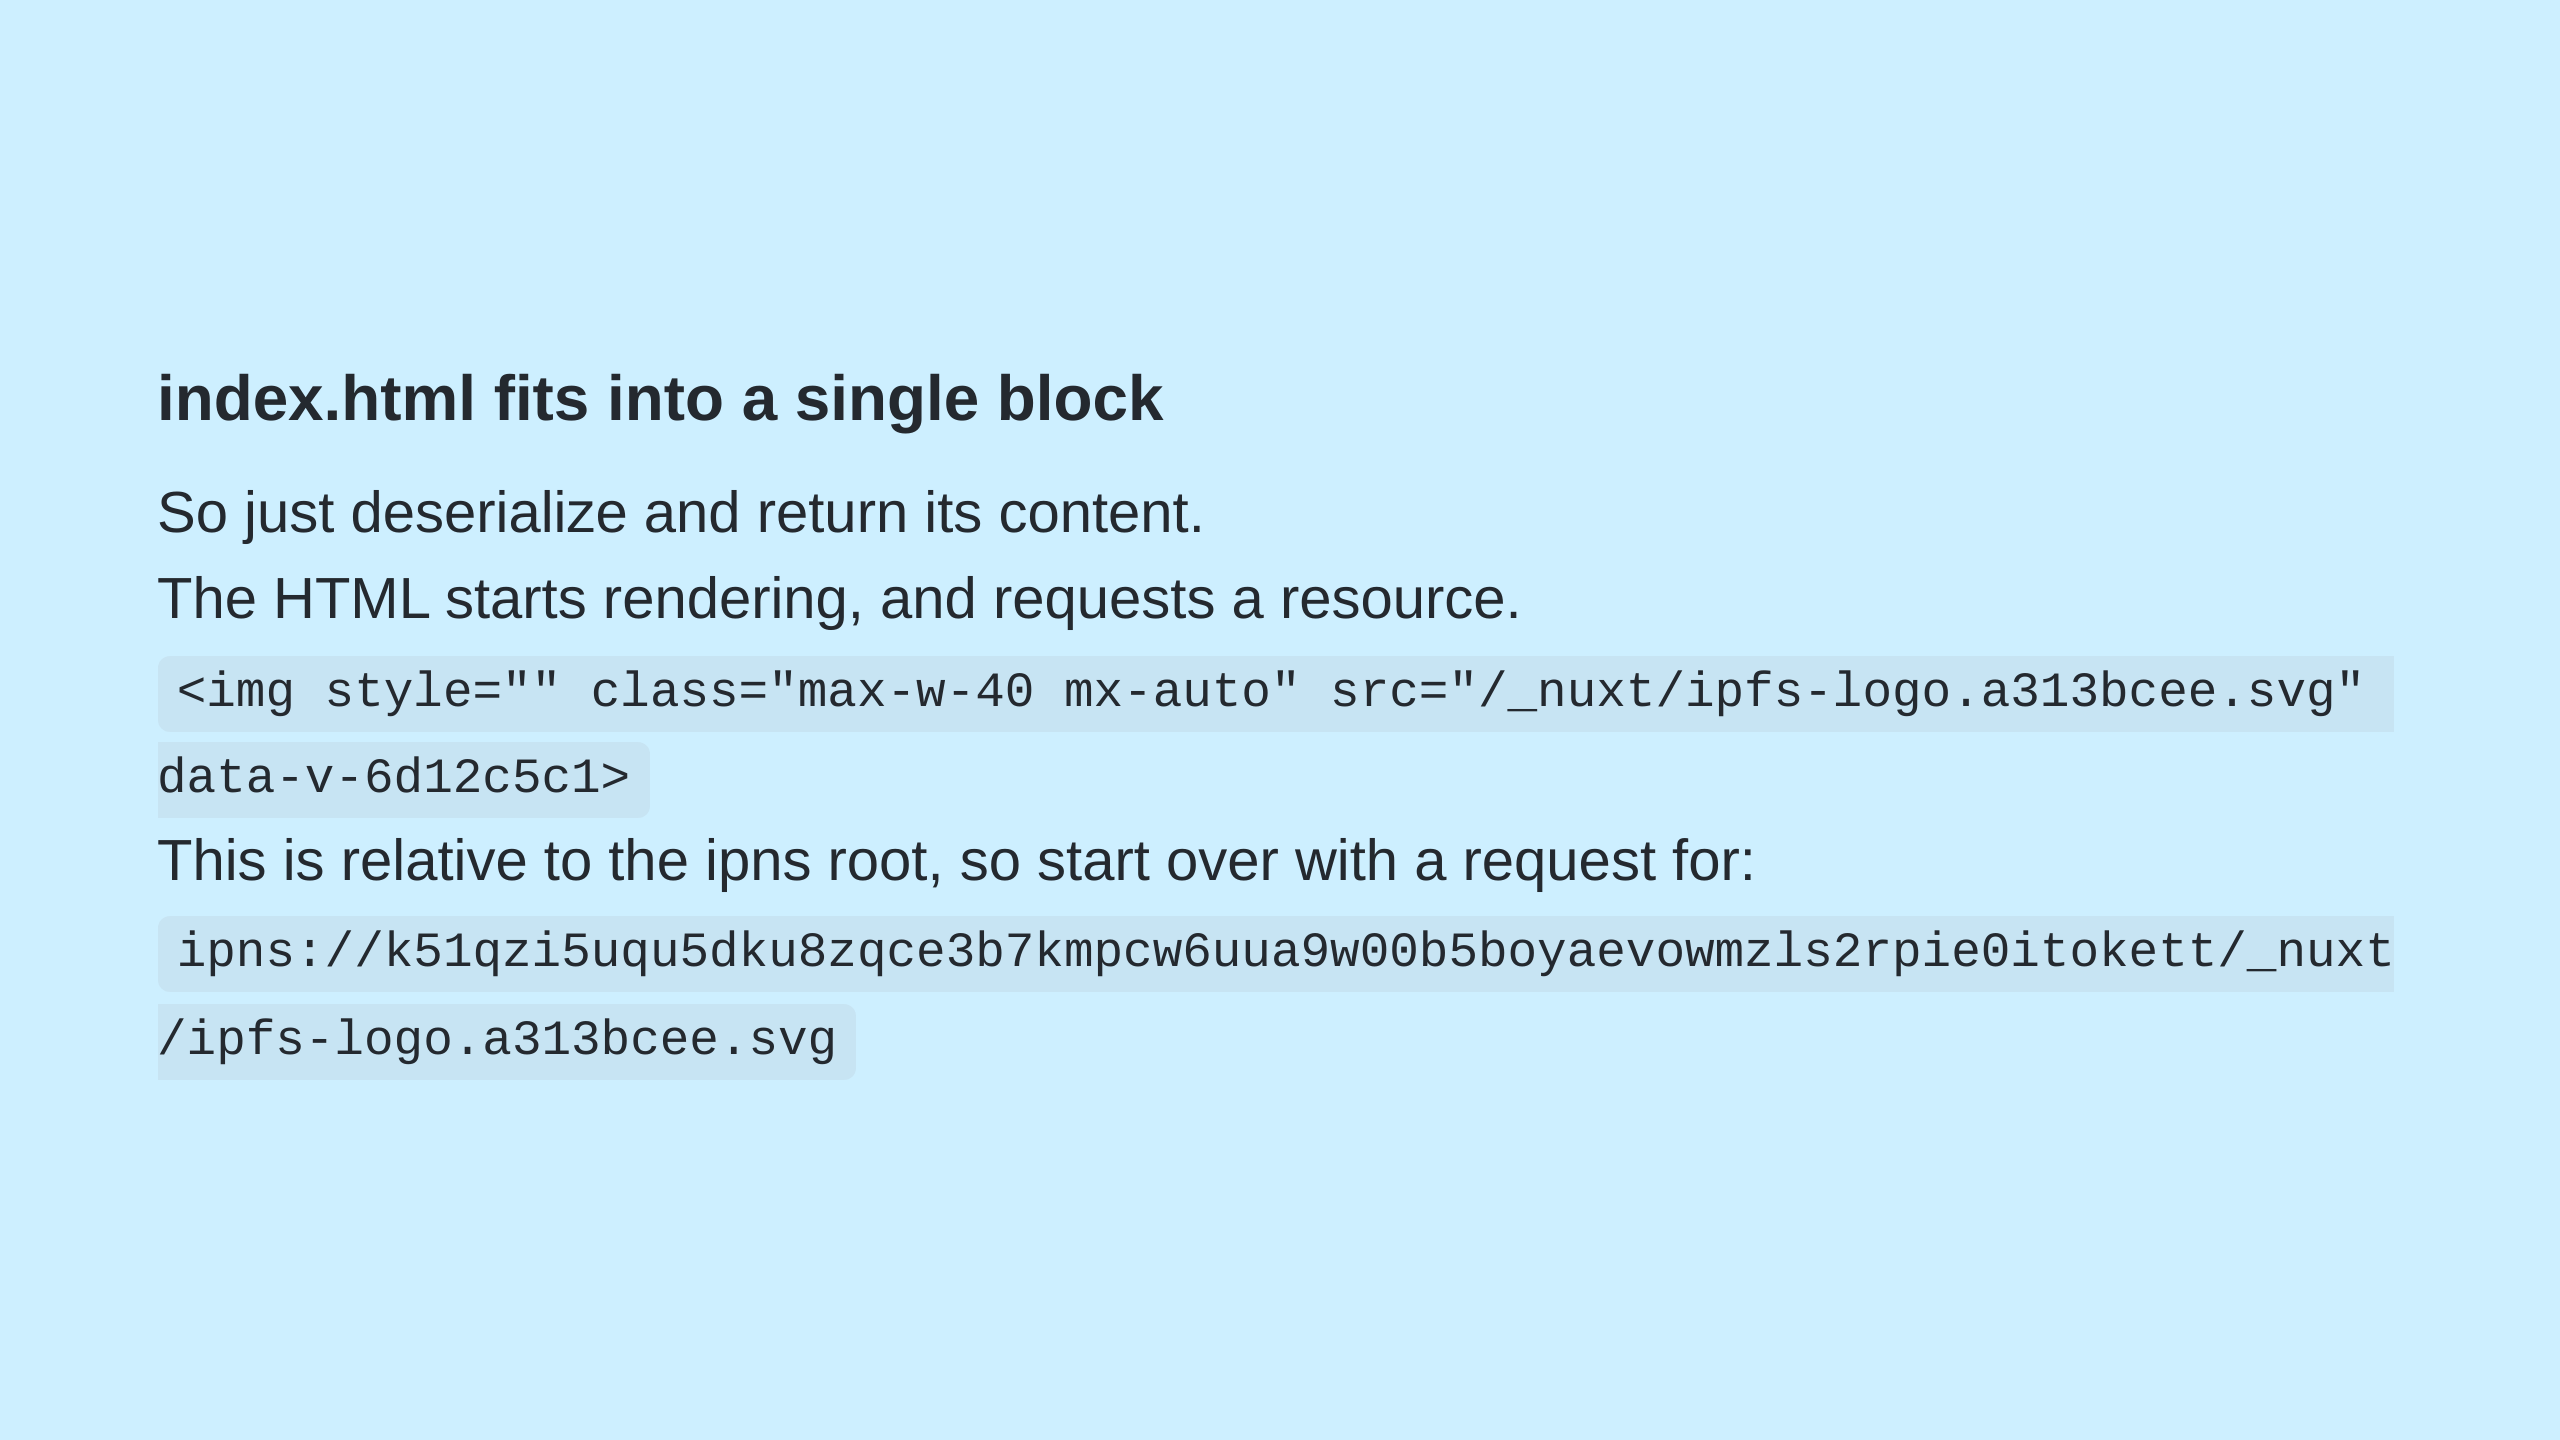 index.html fits into a single block
So just deserialize and return its content.
The HTML starts rendering, and requests a resource.
<img style="" class="max-w-40 mx-auto" src="/_nuxt/ipfs-logo.a313bcee.svg"
data-v-6d12c5c1>
This is relative to the ipns root, so start over with a request for:
ipns://k51qzi5uqu5dku8zqce3b7kmpcw6uua9w00b5boyaevowmzls2rpie0itokett/_nuxt
/ipfs-logo.a313bcee.svg